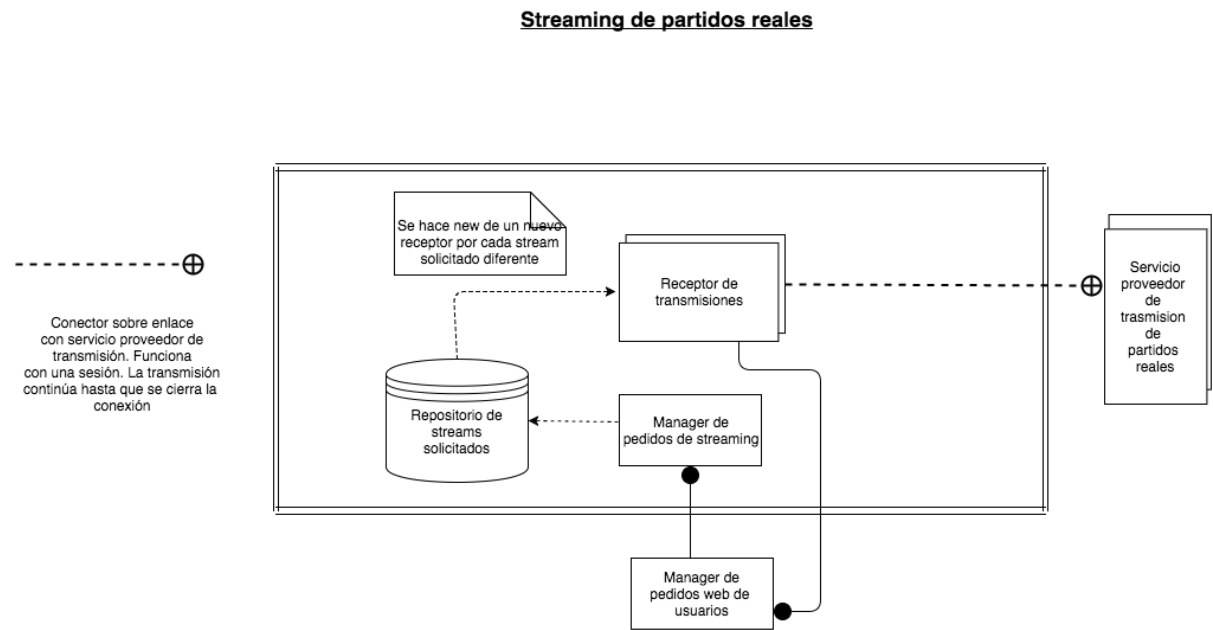 Streaming de partidos reales
Se hace new de un nuevo
receptor por cada stream
solicitado diferente
Receptor de
transmisiones
Servicio
proveedor
de
trasmision
de
partidos
reales
Conector sobre enlace
con servicio proveedor de
transmisión. Funciona
con una sesión. La transmisión
continúa hasta que se cierra la
conexión
Repositorio de
streams
solicitados
Manager de
pedidos de streaming
Manager de
pedidos web de
usuarios